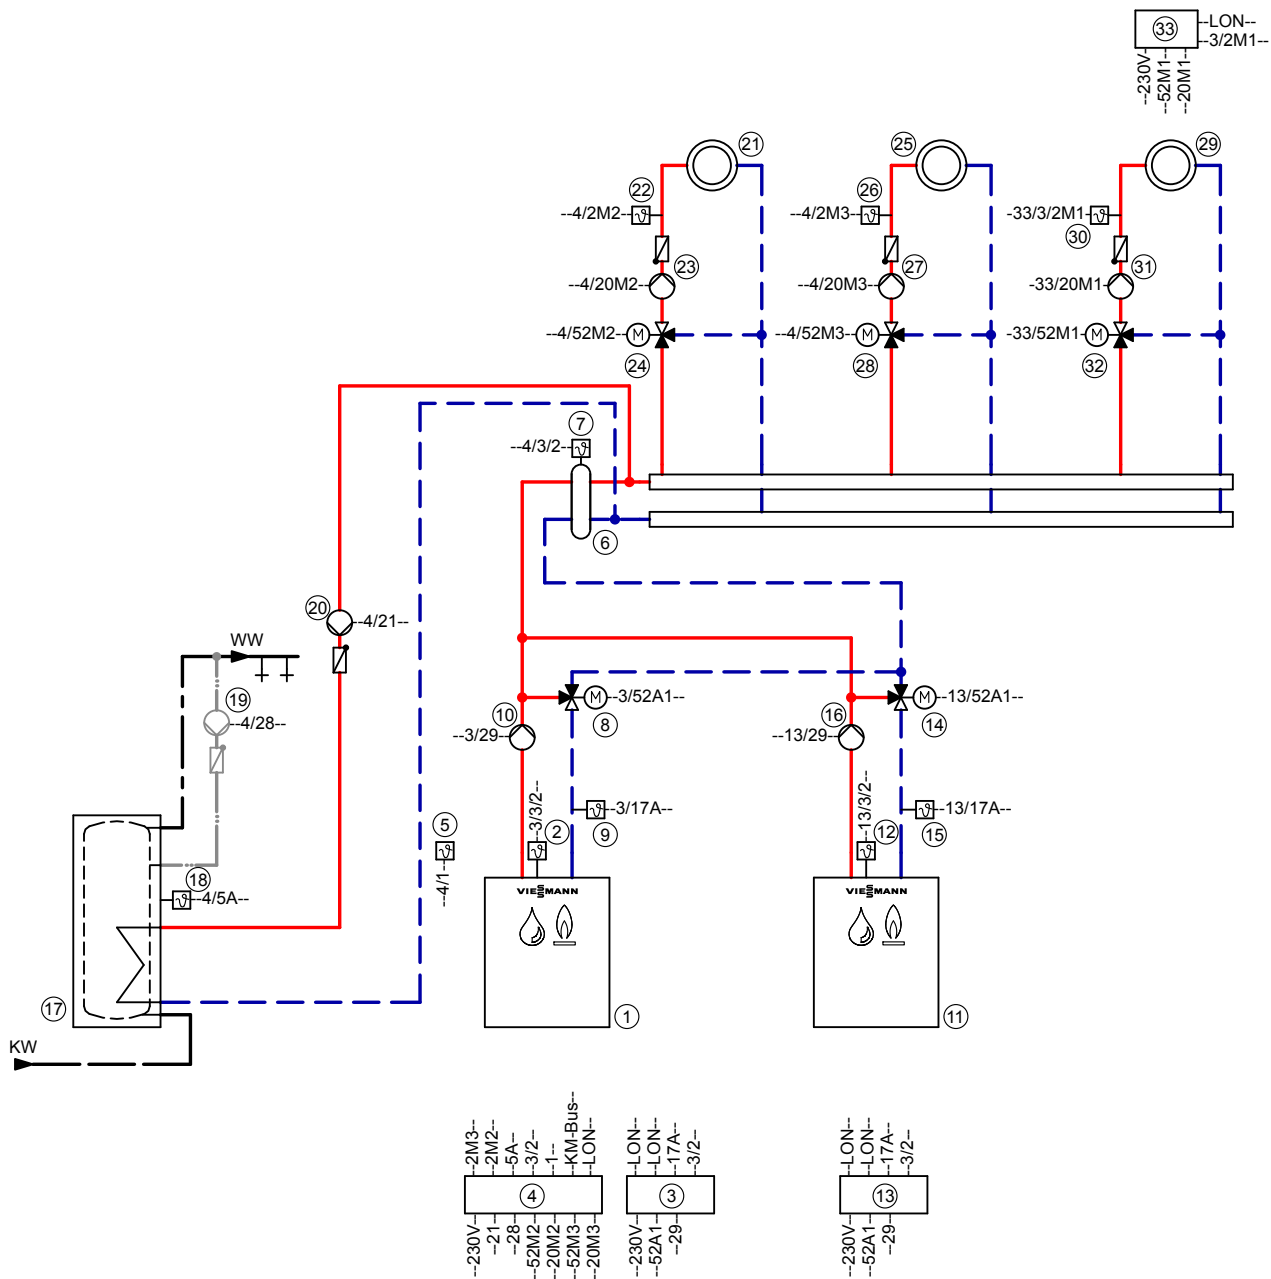 33
--LON--
--3/2M1--
--230V--
--52M1--
--20M1--
21
25
29
22
26
--4/2M2--
--4/2M3--
-33/3/2M1--
30
23
27
31
--4/20M2--
--4/20M3--
-33/20M1--
--4/52M2--
M
--4/52M3--
M
-33/52M1--
M
24
28
32
7
--4/3/2--
6
20
--4/21--
WW
19
--4/28--
10
M
--3/52A1--
8
16
M
-13/52A1--
14
--3/29--
--13/29--
--3/3/2--
--13/3/2--
--3/17A--
--13/17A--
5
2
9
12
15
--4/1--
18
--4/5A--
VIESSMANN
VIESSMANN
17
1
11
KW
--2M3--
--2M2--
--5A--
--3/2--
--1--
--KM-Bus--
--LON--
4
--230V--
--21--
--28--
--52M2--
--20M2--
--52M3--
--20M3--
--LON--
--LON--
--17A--
--3/2--
3
--230V--
--52A1--
--29--
--LON--
--LON--
--17A--
--3/2--
13
--230V--
--52A1--
--29--